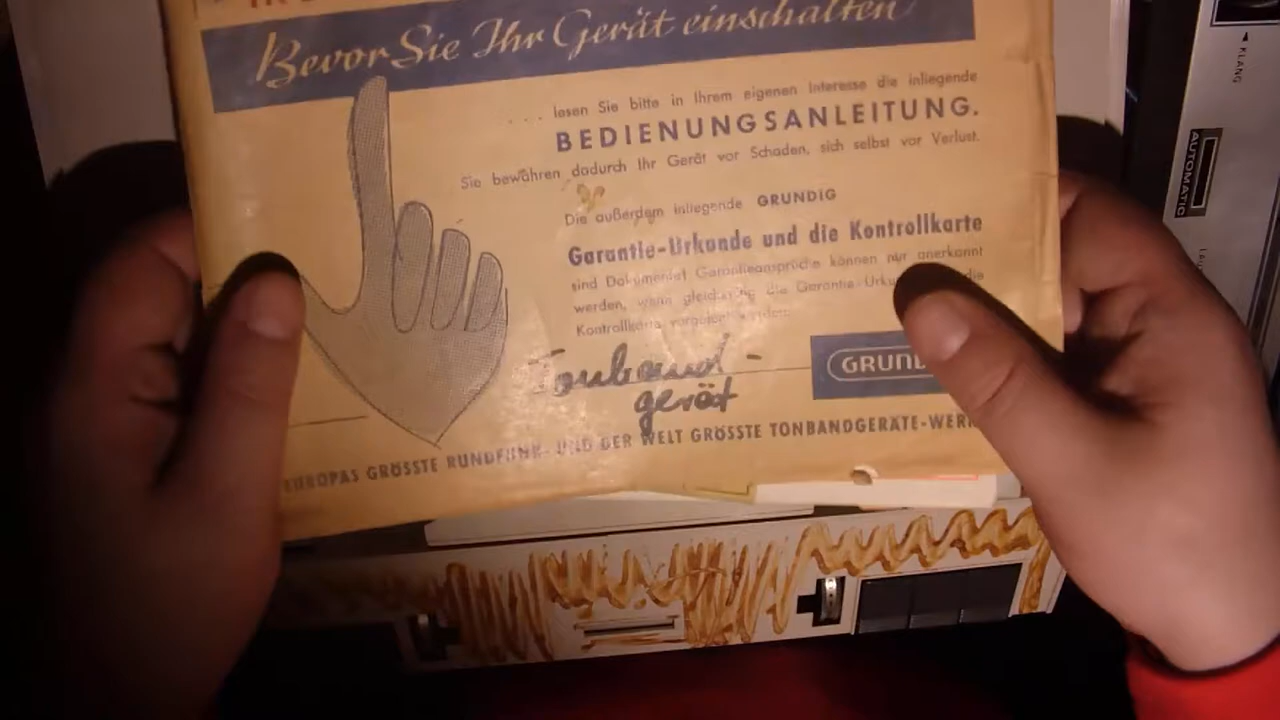 Bevor Sie Ihr Gerät einschalten
. . . lesen Sie bitte in Ihrem eigenen Interesse die inliegende
BEDIENUNGSANLEITUNG.
Sie bewahren dadurch Ihr Gerät vor Schaden, sich selbst vor Verlust.
Die außerdem inliegende GRUNDIG
Garantie-Urkunde und die Kontrollkarte
sind Dokumente! Garantieansprüche können nur anerkannt
werden, wenn gleichzeitig die Garantie-Urku die
Kontrollkarte vorgelegt werden.
Tonband-
gerät
GRUND
EUROPAS GRÖSSTE RUNDFUNK- UND DER WELT GRÖSSTE TONBANDGERÄTE-WERK
KLANG
AUTOMATIC